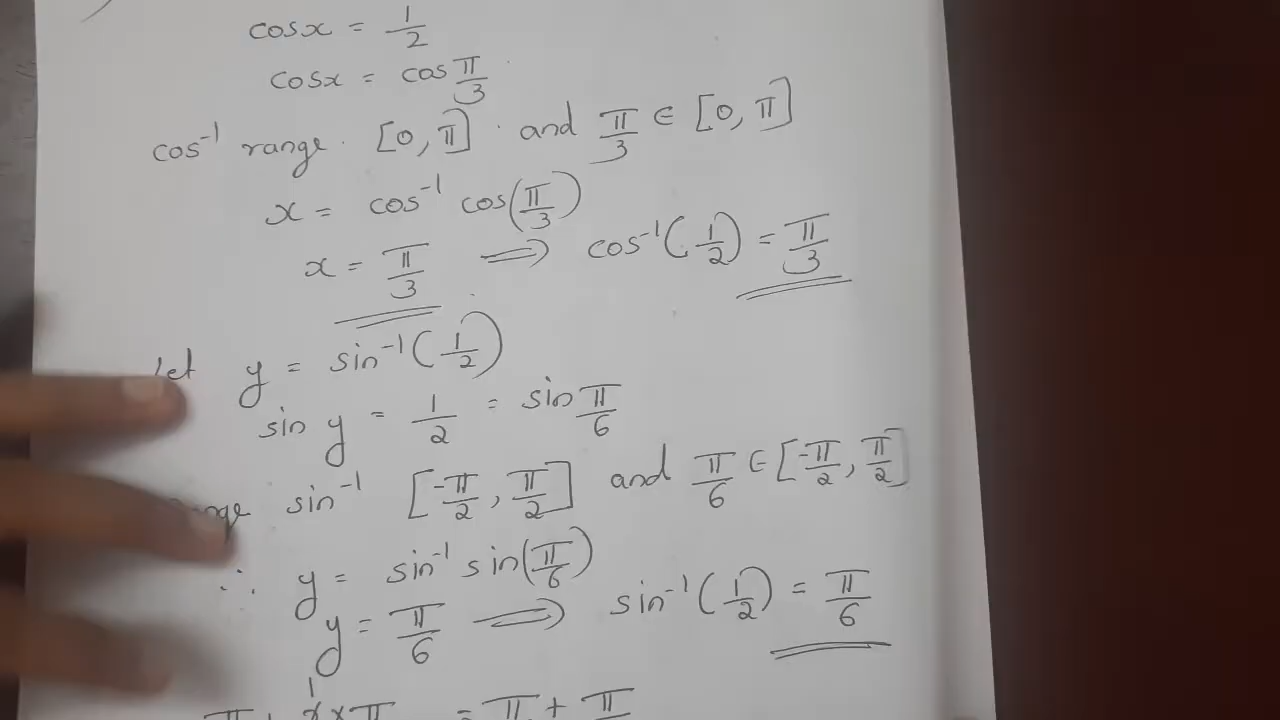 cosx = 1/2
cosx = cos π/3
cos⁻¹ range. [0, π] . and π/3 ∈ [0, π]
x = cos⁻¹ cos(π/3)
x = π/3 ⟹ cos⁻¹(1/2) = π/3
let y = sin⁻¹(1/2)
sin y = 1/2 = sin π/6
sin⁻¹ [-π/2, π/2] and π/6 ∈ [-π/2, π/2]
∴ y = sin⁻¹ sin(π/6)
y = π/6 ⟹ sin⁻¹(1/2) = π/6